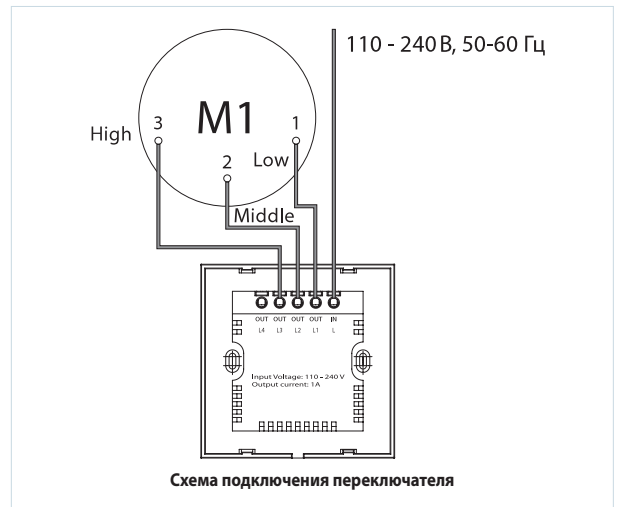 110 - 240 В, 50-60 Гц
M1
3
1
High
2
Low
Middle
OUT OUT OUT OUT IN
L4 L3 L2 L1 L
Input Voltage: 110 – 240 V
Output current: 1A
Схема подключения переключателя